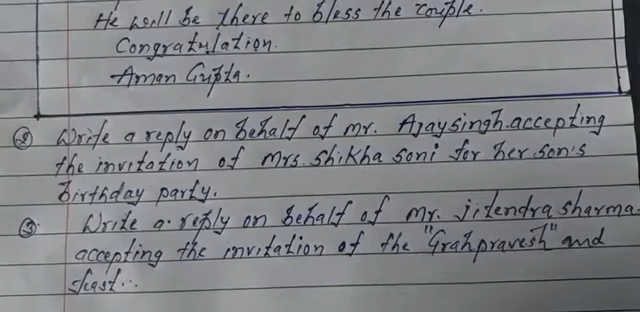 He will be there to bless the couple.
Congratulation.
Aman Gupta.
② Write a reply on behalf of mr. Ajaysingh.accepting
the invitation of mrs. shikha soni for her son's
birthday party.
③ Write a reply on behalf of mr. jitendra sharma
accepting the invitation of the "Grahpravesh" and